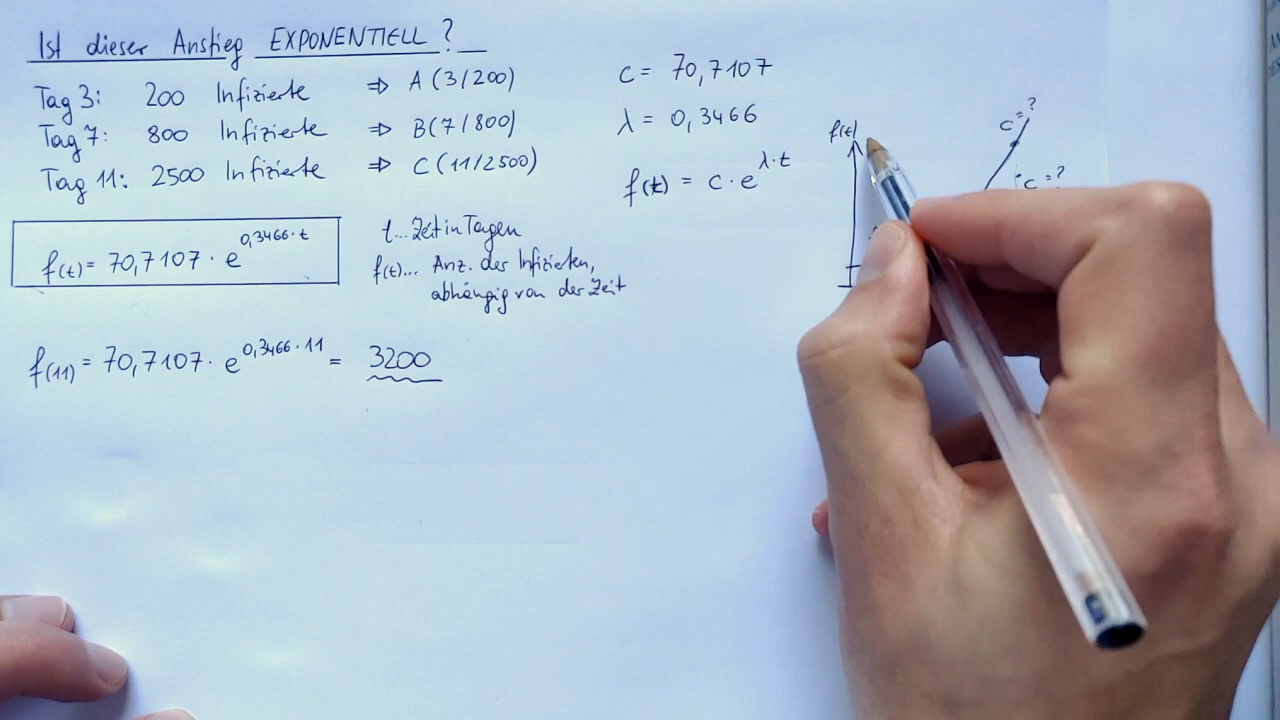 Ist dieser Anstieg EXPONENTIELL?
Tag 3: 200 Infizierte ⇒ A (3/200)
Tag 7: 800 Infizierte ⇒ B(7/800)
Tag 11: 2500 Infizierte ⇒ C (11/2500)
f(t) = 70,7107 · e^0,3466·t
t... Zeit in Tagen
f(t)... Anz. der Infizierten,
abhängig von der Zeit
f(11) = 70,7107 · e^0,3466·11 = 3200
c = 70,7107
λ = 0,3466
f(t) = c · e^λ·t
f(t)
C = ?
C = ?